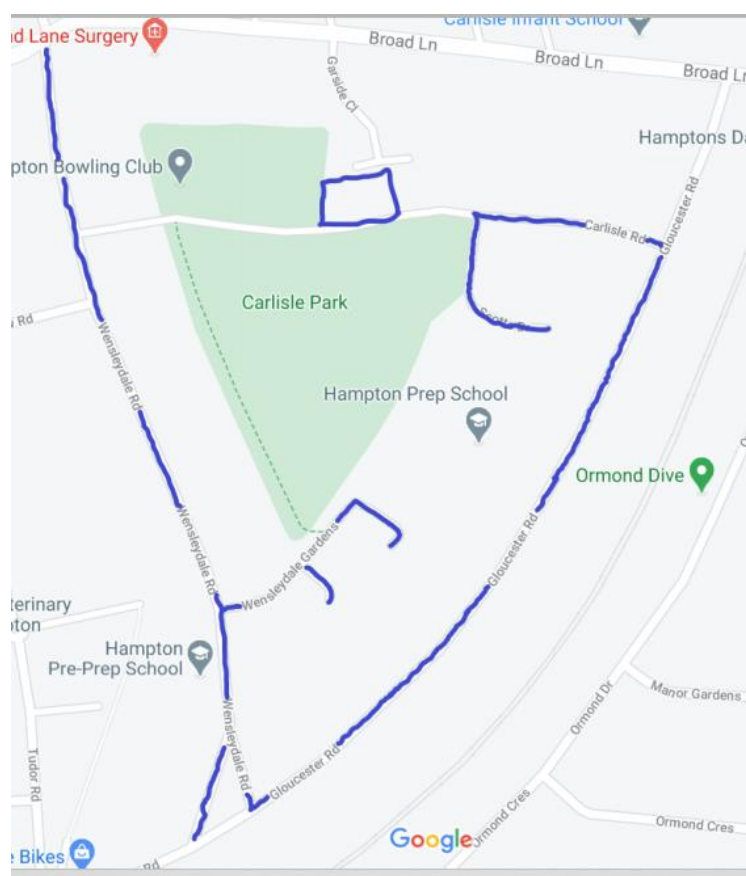 Carlisle Infant School
d Lane Surgery
Broad Ln
Broad Ln
Broad Ln
Garside Cl
Hamptons Da
pton Bowling Club
Gloucester Rd
Carlisle Rd
Carlisle Park
Rd
Wensleydale Rd
Hampton Prep School
Ormond Dive
Wensleydale Rd
Gloucester Rd
Wensleydale Gardens
terinary
pton
Hampton
Pre-Prep School
Manor Gardens
Ormond Dr
Wensleydale Rd
Gloucester Rd
Tudor Rd
Google
Ormond Cres
Ormond Cres
e Bikes
Rd